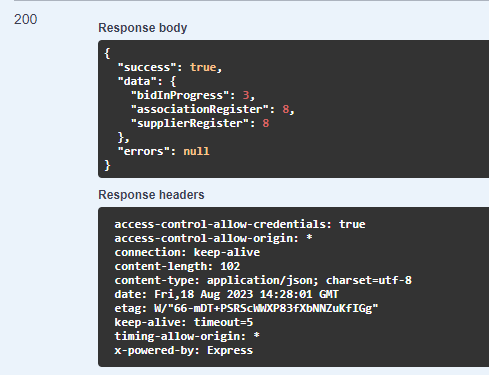 200
Response body
{
  "success": true,
  "data": {
    "bidInProgress": 3,
    "associationRegister": 8,
    "supplierRegister": 8
  },
  "errors": null
}
Response headers
access-control-allow-credentials: true
access-control-allow-origin: *
connection: keep-alive
content-length: 102
content-type: application/json; charset=utf-8
date: Fri,18 Aug 2023 14:28:01 GMT
etag: W/"66-mDT+PSRScWWXP83fXbNNZuKfIGg"
keep-alive: timeout=5
timing-allow-origin: *
x-powered-by: Express